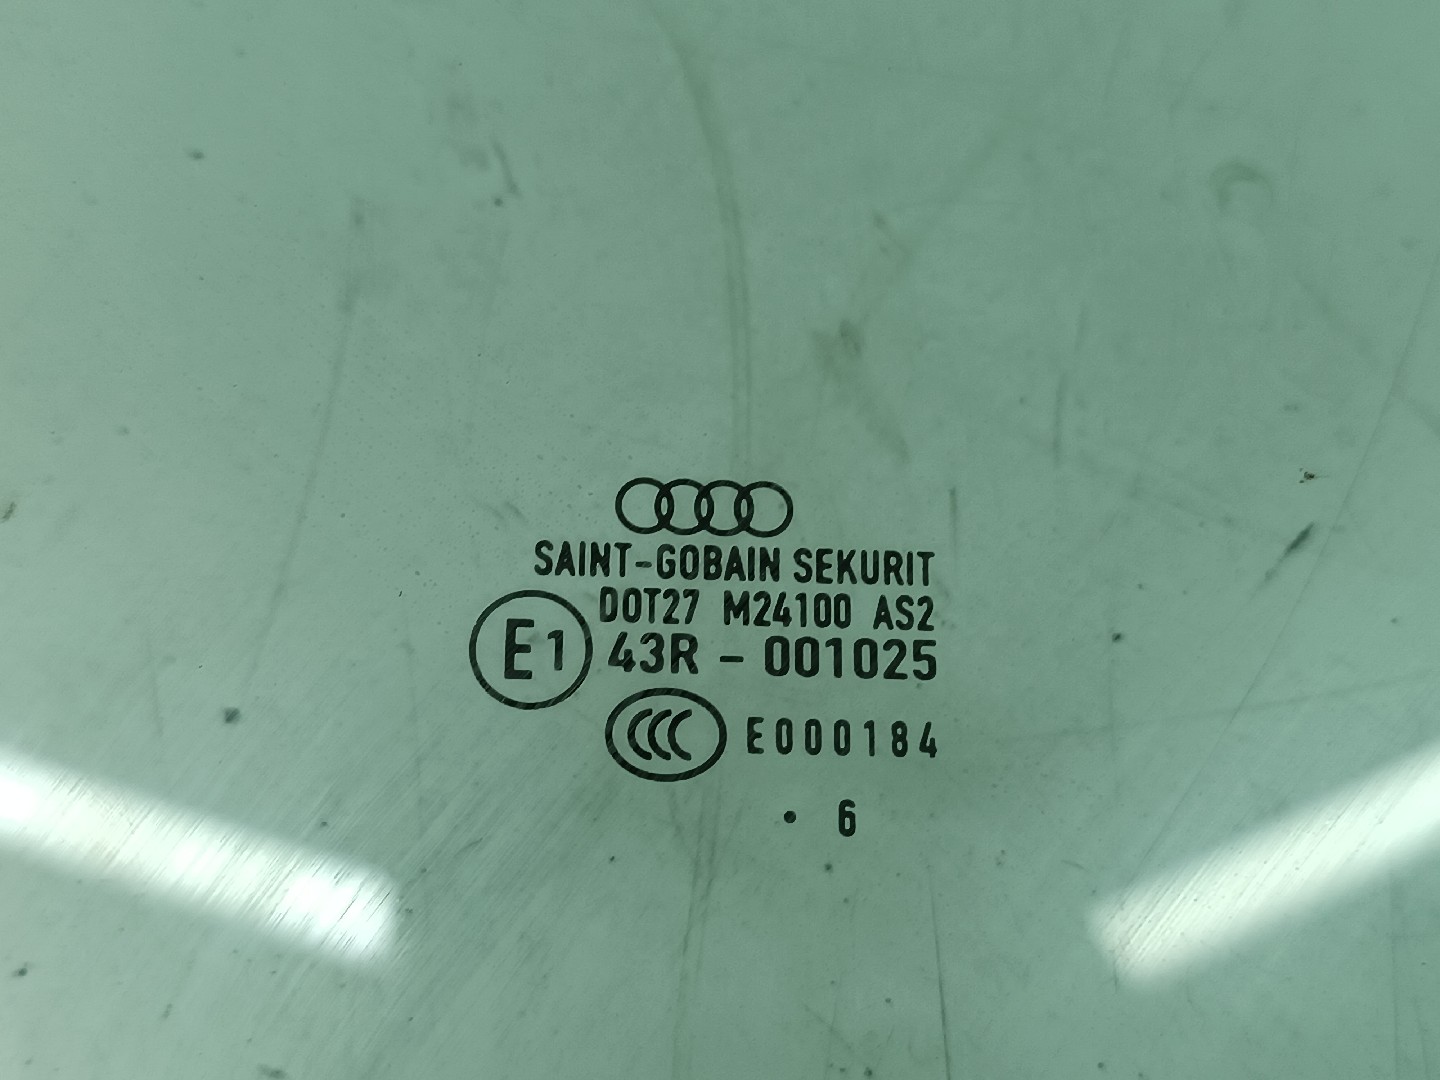 SAINT-GOBAIN SEKURIT
DOT27 M24100 AS2
E1 43R - 001025
CCC E000184
. 6